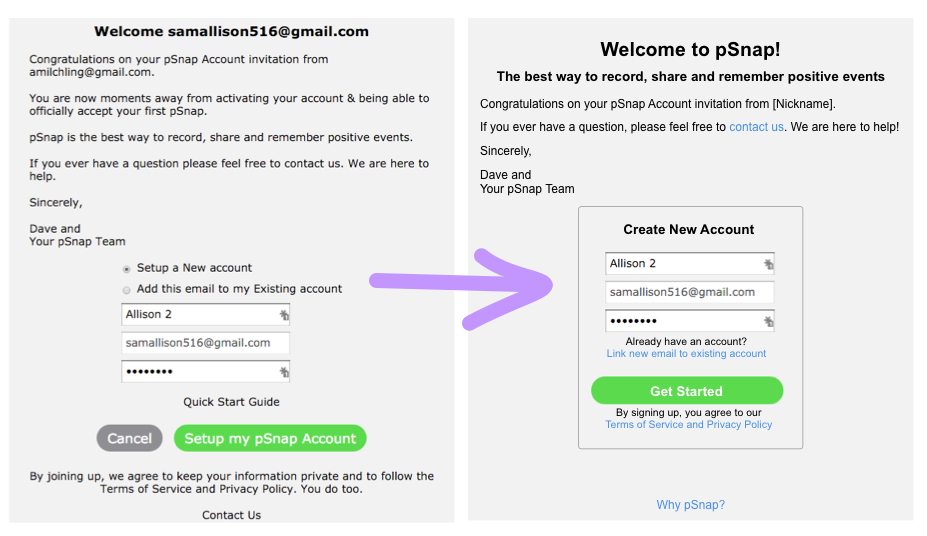 Welcome samallison516@gmail.com
Congratulations on your pSnap Account invitation from
amilchling@gmail.com.
You are now moments away from activating your account & being able to
officially accept your first pSnap.
pSnap is the best way to record, share and remember positive events.
If you ever have a question please feel free to contact us. We are here to
help.
Sincerely,
Dave and
Your pSnap Team
Setup a New account
Add this email to my Existing account
Allison 2
samallison516@gmail.com
••••••••
Quick Start Guide
Cancel
Setup my pSnap Account
By joining up, we agree to keep your information private and to follow the
Terms of Service and Privacy Policy. You do too.
Contact Us
Welcome to pSnap!
The best way to record, share and remember positive events
Congratulations on your pSnap Account invitation from [Nickname].
If you ever have a question, please feel free to contact us. We are here to help!
Sincerely,
Dave and
Your pSnap Team
Create New Account
Allison 2
samallison516@gmail.com
••••••••
Already have an account?
Link new email to existing account
Get Started
By signing up, you agree to our
Terms of Service and Privacy Policy
Why pSnap?